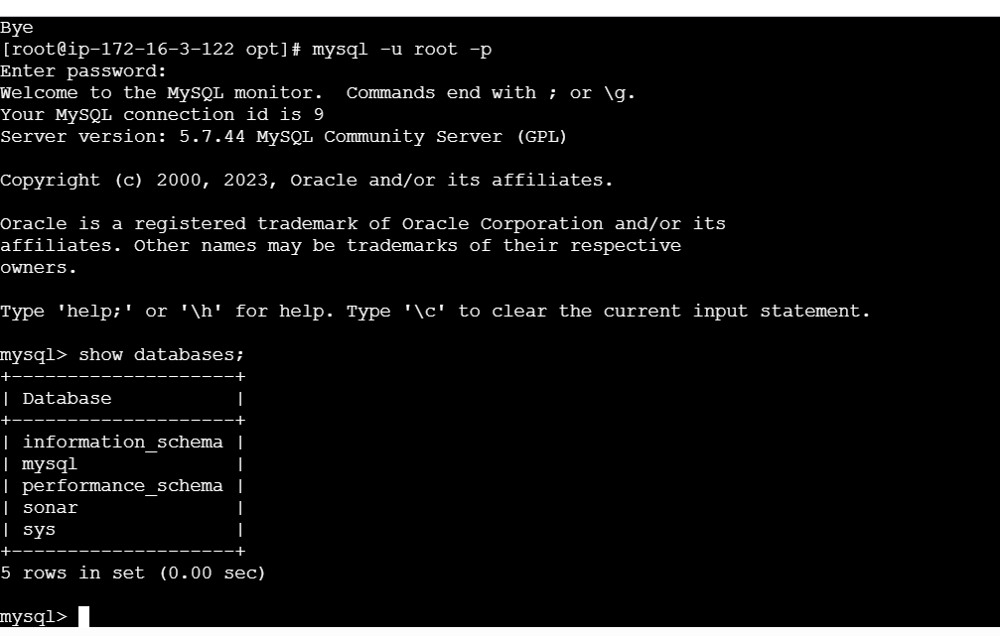 Bye
[root@ip-172-16-3-122 opt]# mysql -u root -p
Enter password:
Welcome to the MySQL monitor.  Commands end with ; or \g.
Your MySQL connection id is 9
Server version: 5.7.44 MySQL Community Server (GPL)
Copyright (c) 2000, 2023, Oracle and/or its affiliates.
Oracle is a registered trademark of Oracle Corporation and/or its
affiliates. Other names may be trademarks of their respective
owners.
Type 'help;' or '\h' for help. Type '\c' to clear the current input statement.
mysql> show databases;
+--------------------+
| Database           |
+--------------------+
| information_schema |
| mysql              |
| performance_schema |
| sonar              |
| sys                |
+--------------------+
5 rows in set (0.00 sec)
mysql>